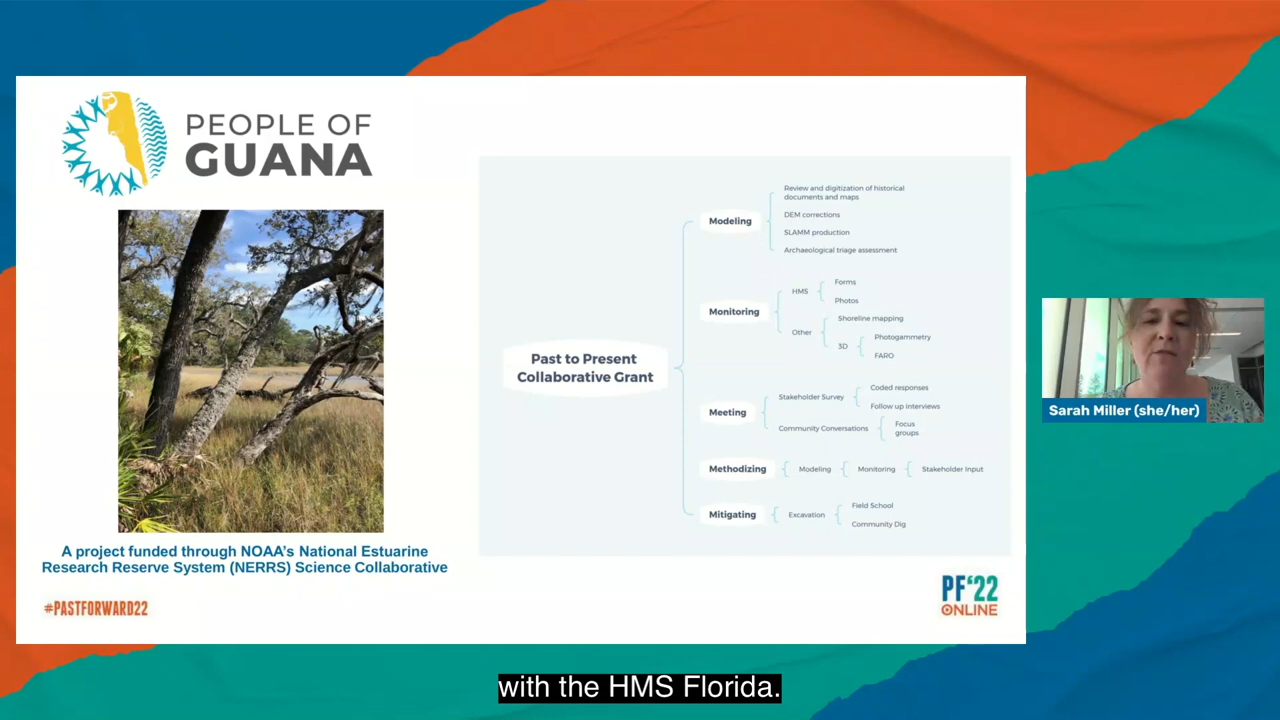 PEOPLE OF
GUANA
A project funded through NOAA's National Estuarine
Research Reserve System (NERRS) Science Collaborative
#PASTFORWARD22
Past to Present
Collaborative Grant
Modeling
Review and digitization of historical
documents and maps
DEM corrections
SLAMM production
Archaeological triage assessment
Monitoring
HMS
Forms
Photos
Other
Shoreline mapping
3D
Photogammetry
FARO
Meeting
Stakeholder Survey
Coded responses
Follow up interviews
Community Conversations
Focus
groups
Methodizing
Modeling
Monitoring
Stakeholder Input
Mitigating
Excavation
Field School
Community Dig
PF'22
ONLINE
Sarah Miller (she/her)
with the HMS Florida.